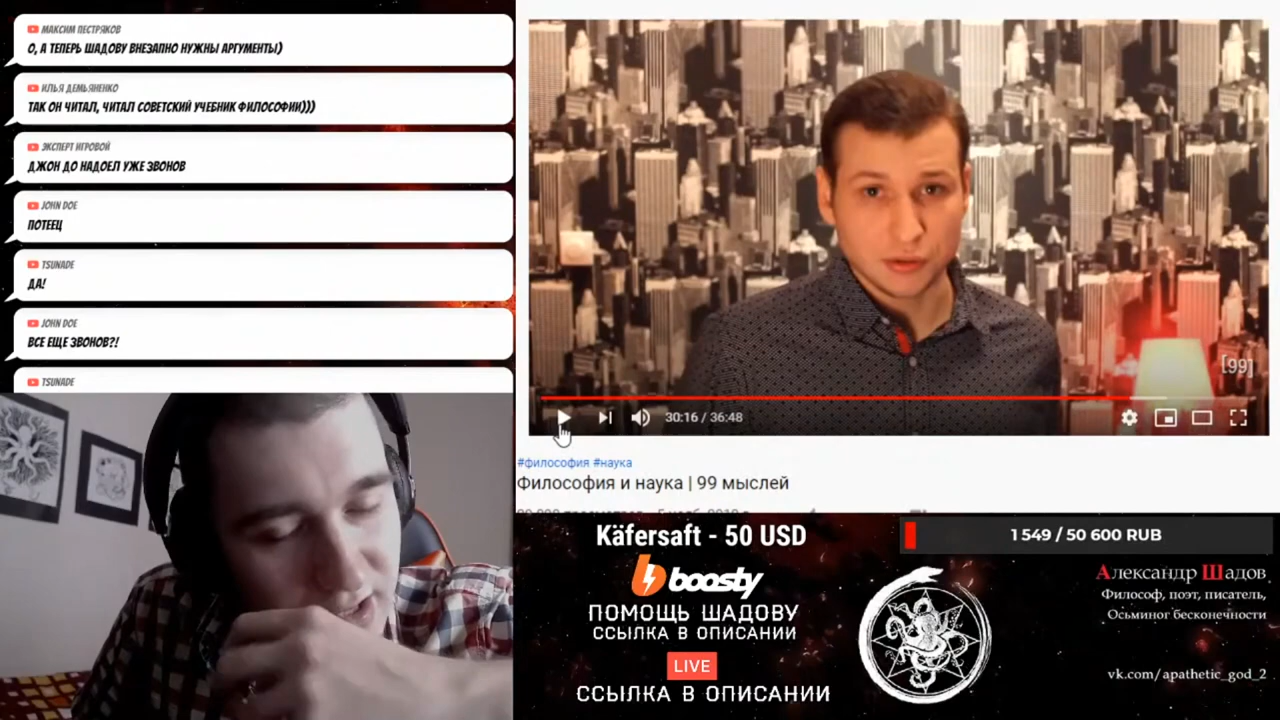 МАКСИМ ПЕСТРЯКОВ
О, А ТЕПЕРЬ ШАДОВУ ВНЕЗАПНО НУЖНЫ АРГУМЕНТЫ)
ИЛЬЯ ДЕМЬЯНЕНКО
ТАК ОН ЧИТАЛ, ЧИТАЛ СОВЕТСКИЙ УЧЕБНИК ФИЛОСОФИИ)))
ЭКСПЕРТ ИГРОВОЙ
ДЖОН ДО НАДОЕЛ УЖЕ ЗВОНОВ
JOHN DOE
ПОТЕЕЦ
TSUNADE
ДА!
JOHN DOE
ВСЕ ЕЩЕ ЗВОНОВ?!
TSUNADE
[99]
30:16 / 36:48
#философия #наука
Философия и наука | 99 мыслей
Käfersaft - 50 USD
boosty
ПОМОЩЬ ШАДОВУ
ССЫЛКА В ОПИСАНИИ
LIVE
ССЫЛКА В ОПИСАНИИ
1 549 / 50 600 RUB
Александр Шадов
Философ, поэт, писатель,
Осьминог бесконечности
vk.com/apathetic_god_2